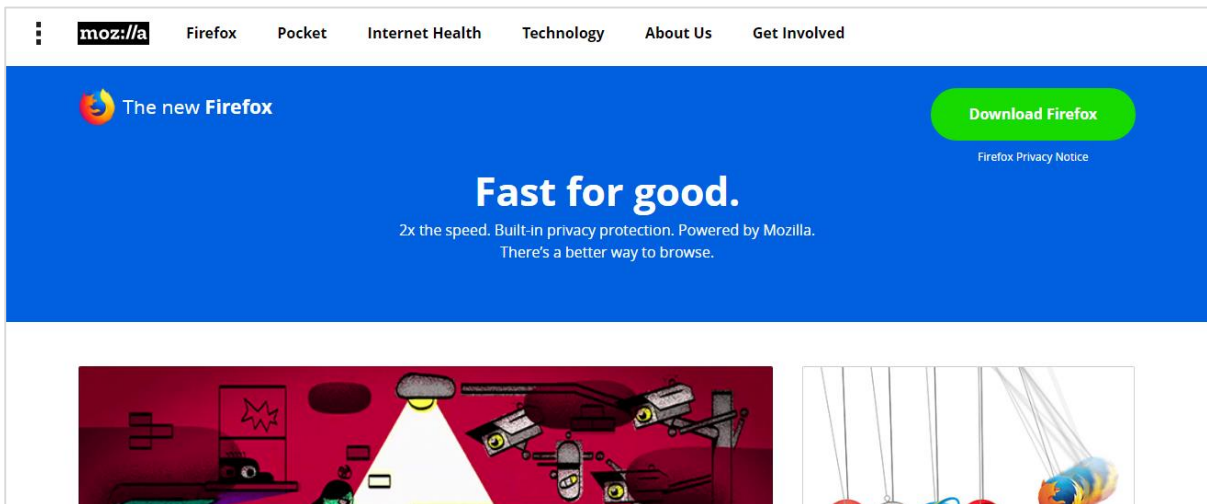 moz://a Firefox Pocket Internet Health Technology About Us Get Involved
The new Firefox
Download Firefox
Firefox Privacy Notice
Fast for good.
2x the speed. Built-in privacy protection. Powered by Mozilla.
There's a better way to browse.